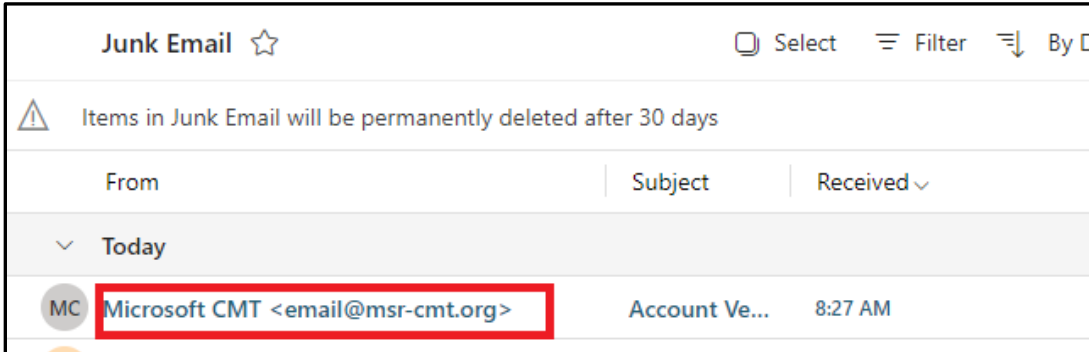 Junk Email Select Filter By D
Items in Junk Email will be permanently deleted after 30 days
From Subject Received
Today
MC Microsoft CMT <email@msr-cmt.org> Account Ve... 8:27 AM